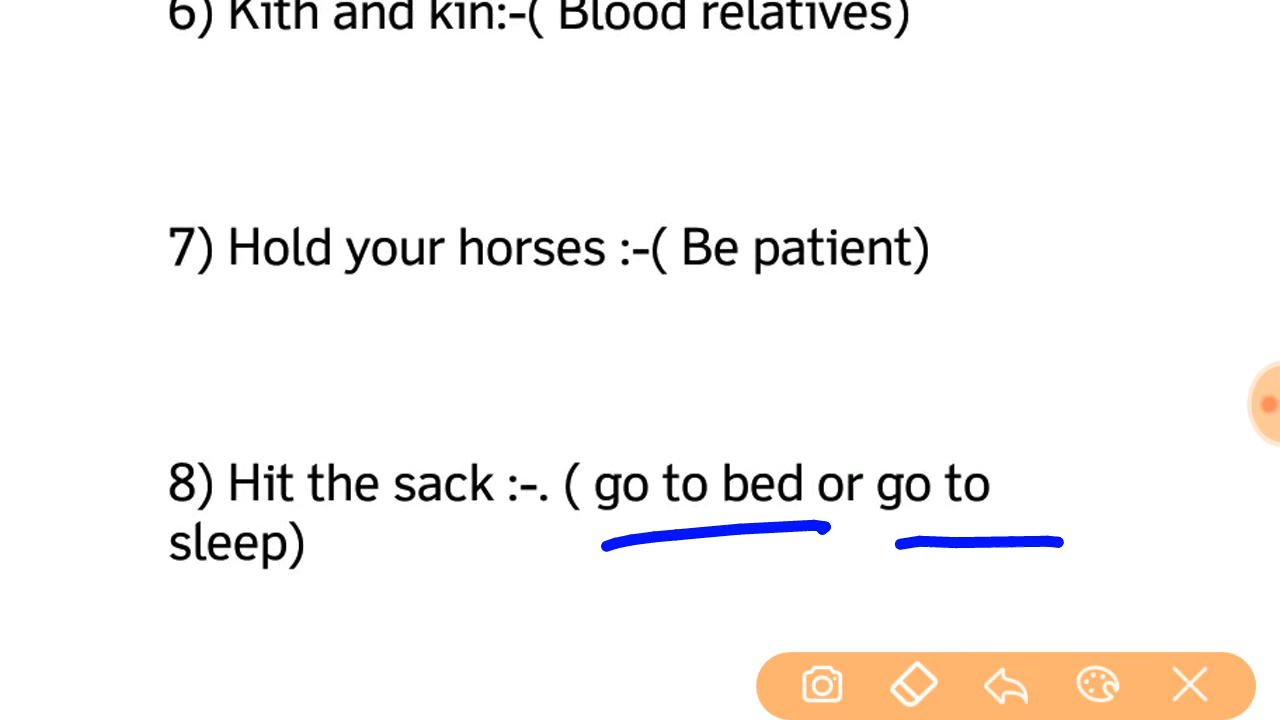 6) Kith and kin:-( Blood relatives)
7) Hold your horses :-( Be patient)
8) Hit the sack :-. ( go to bed or go to
sleep)